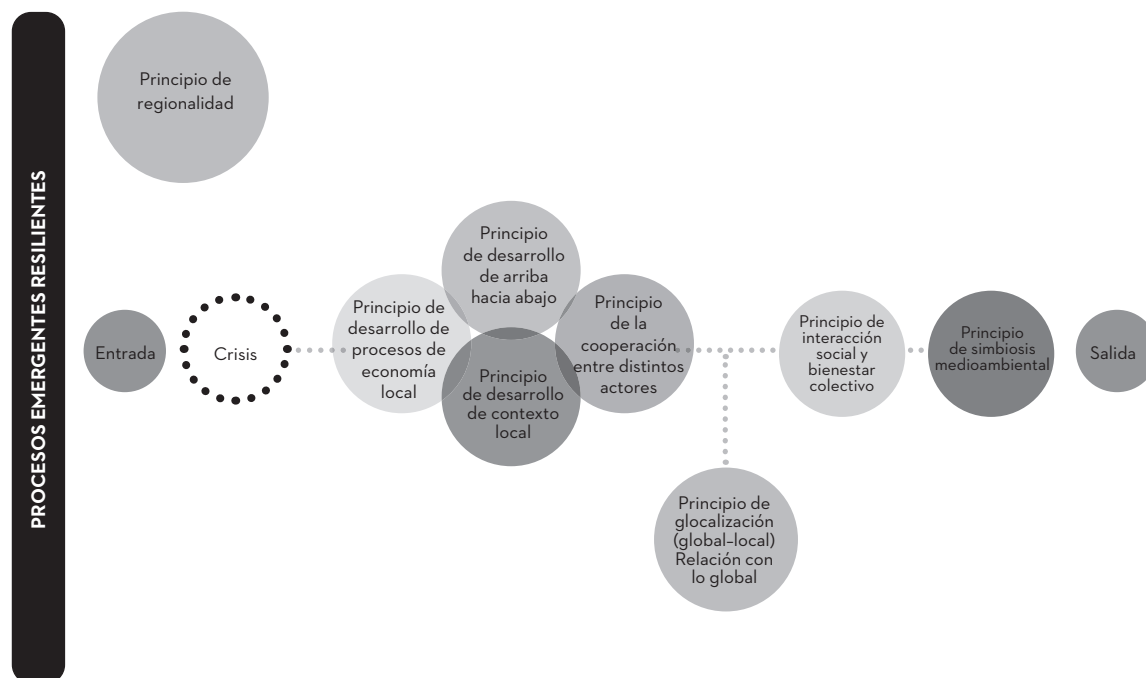 PROCESOS EMERGENTES RESILIENTES
Principio de
regionalidad
Entrada
Crisis
Principio de
desarrollo de
procesos de
economía
local
Principio
de desarrollo
de arriba
hacia abajo
Principio
de desarrollo
de contexto
local
Principio
de la
cooperación
entre distintos
actores
Principio de
glocalización
(global–local)
Relación con
lo global
Principio de
interacción
social y
bienestar
colectivo
Principio
de simbiosis
medioambiental
Salida